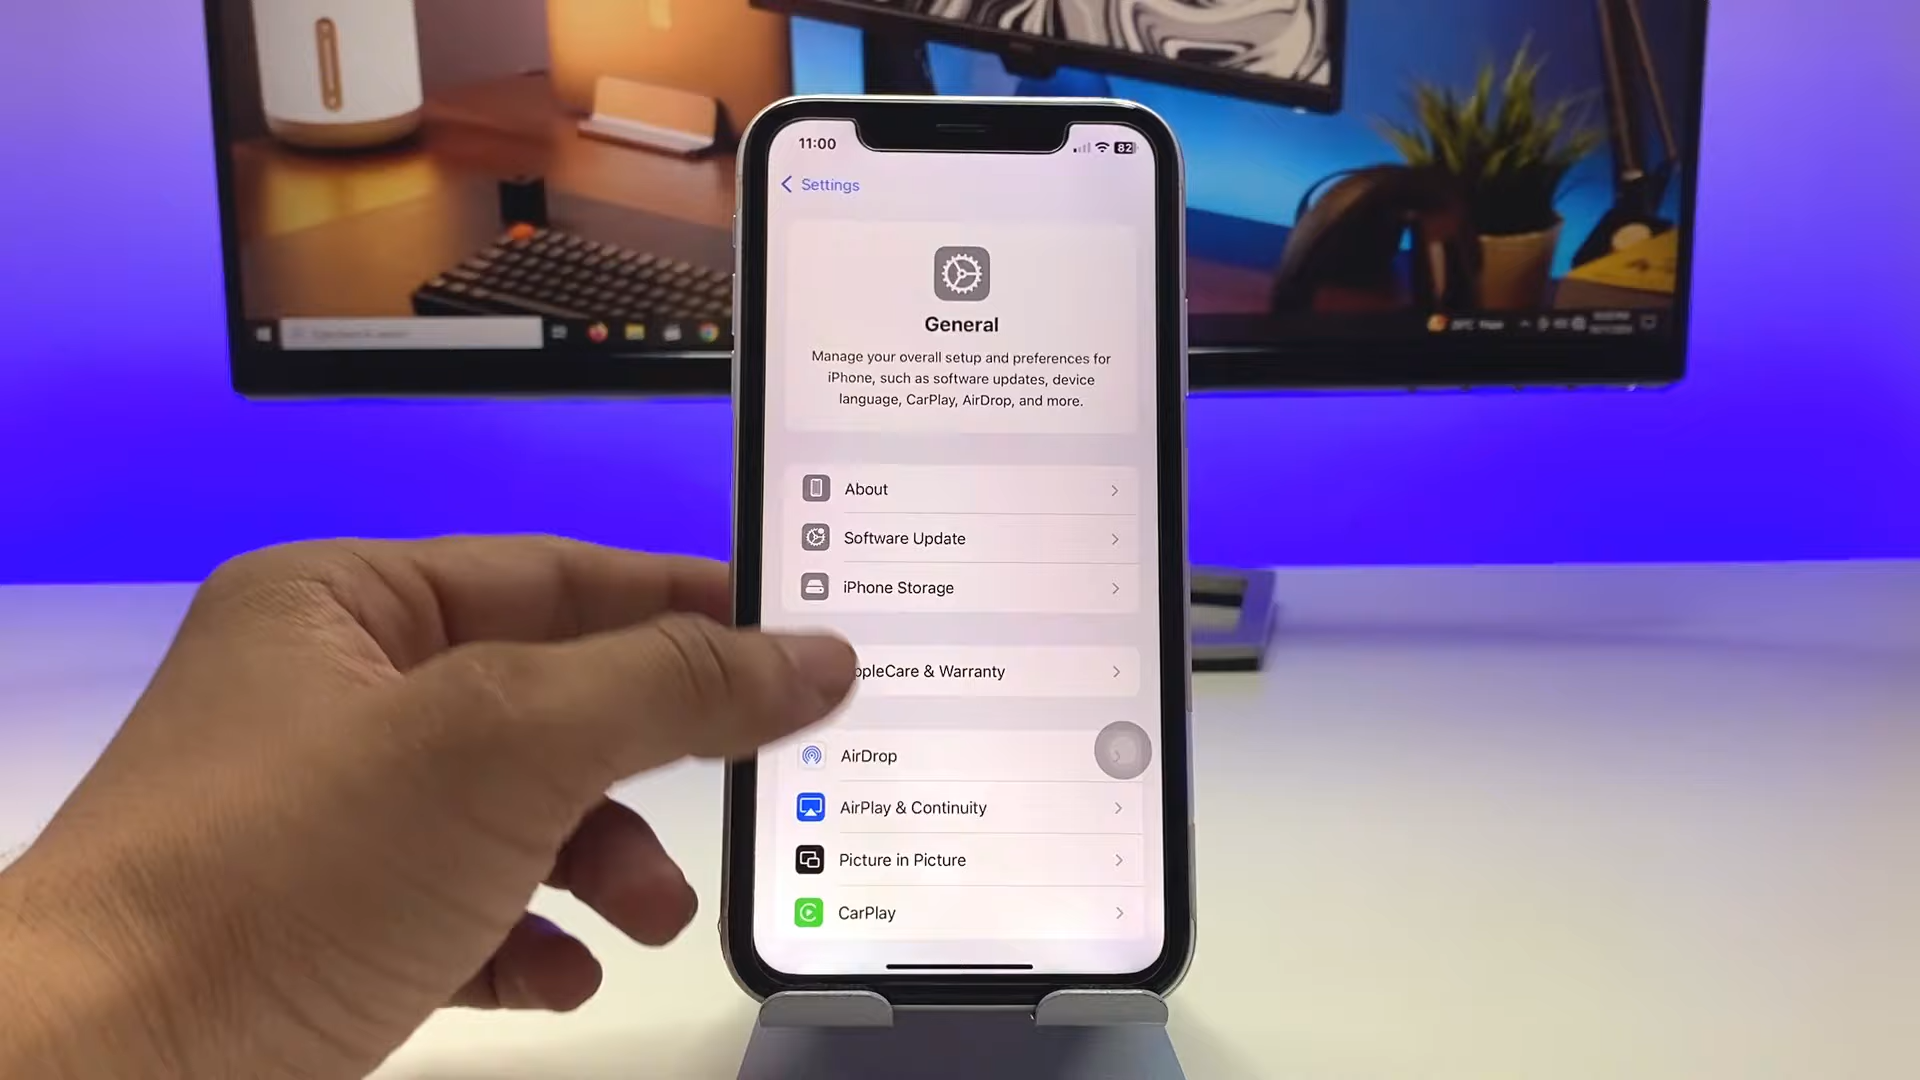 11:00
82
Settings
General
Manage your overall setup and preferences for
iPhone, such as software updates, device
language, CarPlay, AirDrop, and more.
About
Software Update
iPhone Storage
ppleCare & Warranty
AirDrop
AirPlay & Continuity
Picture in Picture
CarPlay